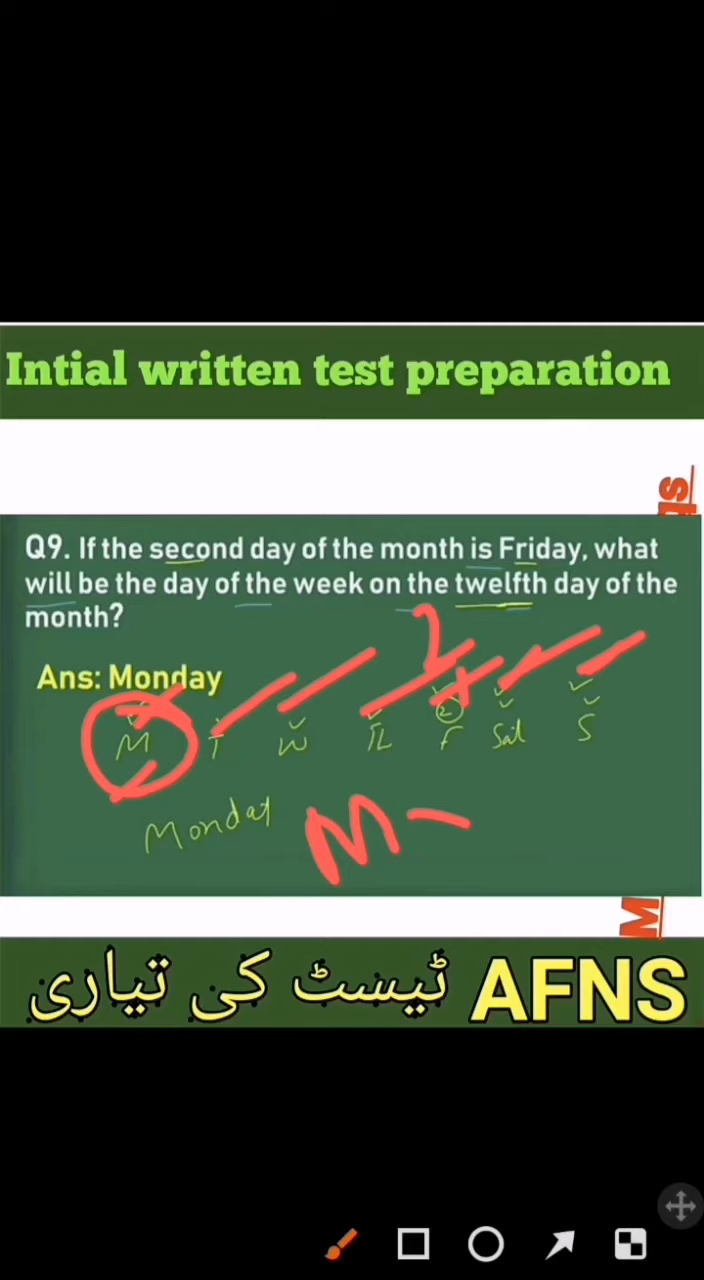 Intial written test preparation
qs
Q9. If the second day of the month is Friday, what
will be the day of the week on the twelfth day of the
month?
Ans: Monday
2
M T W Th F Sat S
Monday M
M
AFNS ٹیسٹ کی تیاری